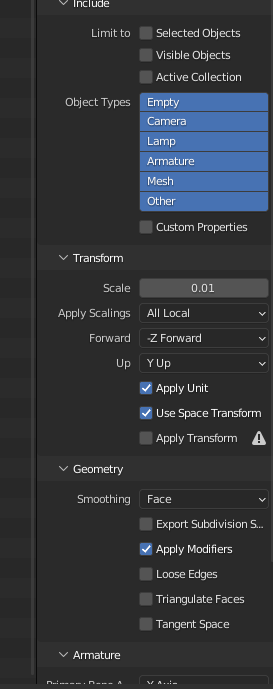 Include
Limit to Selected Objects
Visible Objects
Active Collection
Object Types Empty
Camera
Lamp
Armature
Mesh
Other
Custom Properties
Transform
Scale 0.01
Apply Scalings All Local
Forward -Z Forward
Up Y Up
Apply Unit
Use Space Transform
Apply Transform
Geometry
Smoothing Face
Export Subdivision S...
Apply Modifiers
Loose Edges
Triangulate Faces
Tangent Space
Armature
Primary Bone A... Y Axis